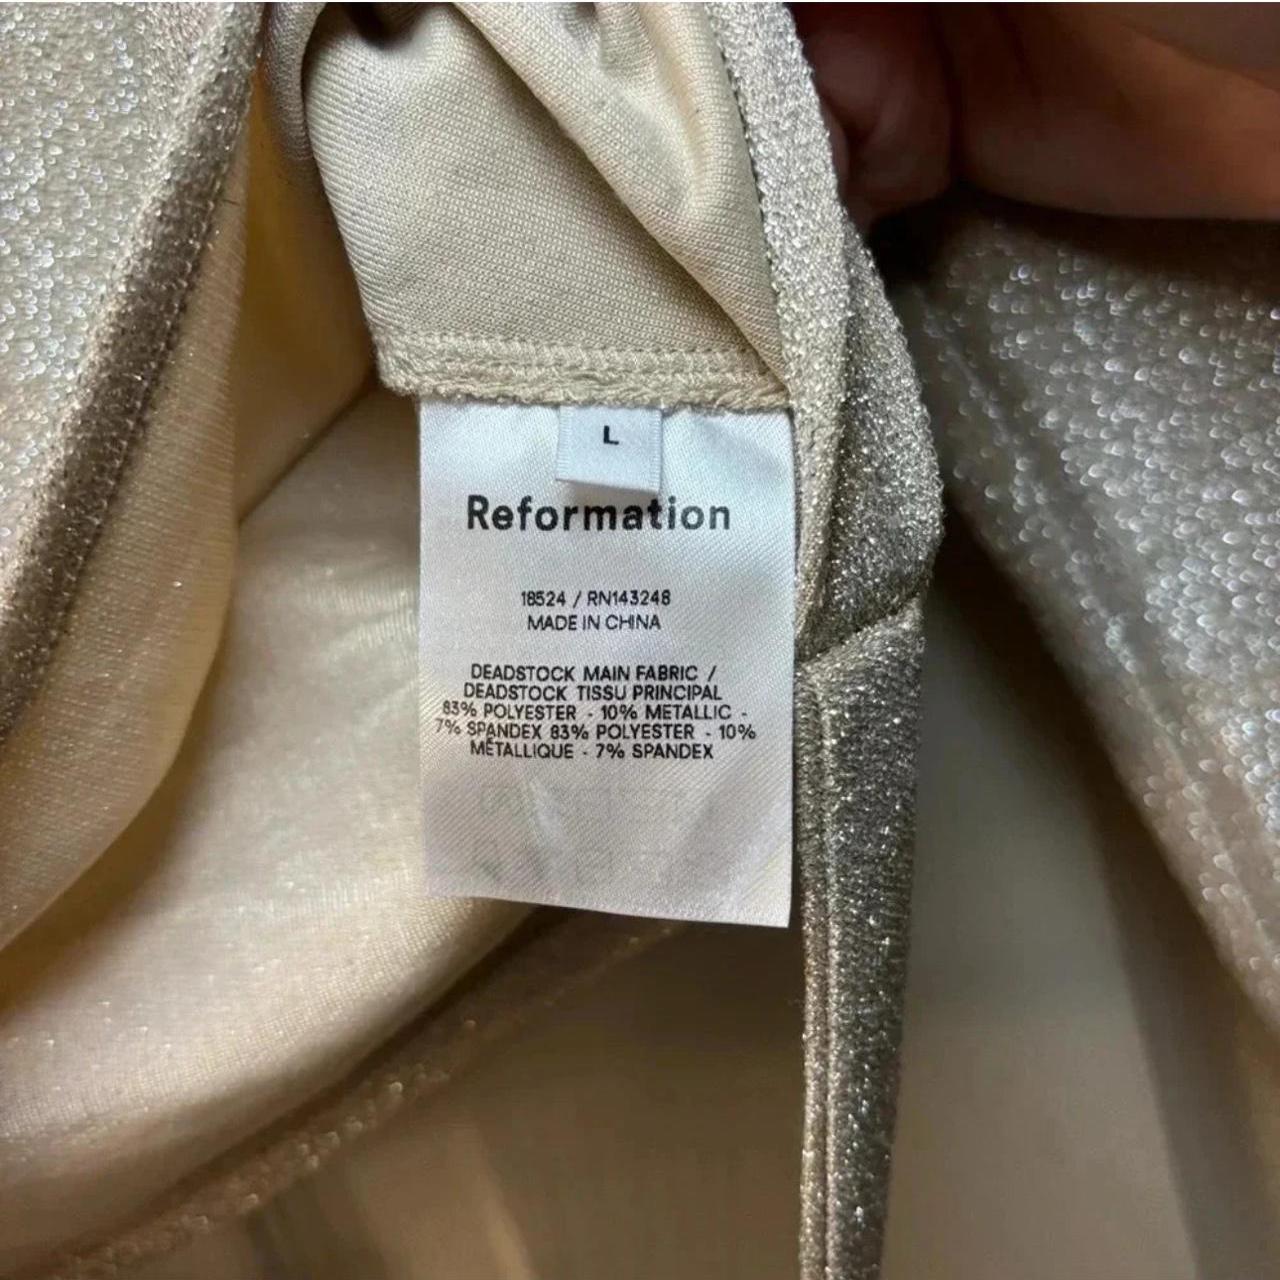 L
Reformation
18524 / RN143248
MADE IN CHINA
DEADSTOCK MAIN FABRIC /
DEADSTOCK TISSU PRINCIPAL
83% POLYESTER - 10% METALLIC -
7% SPANDEX 83% POLYESTER - 10%
MÉTALLIQUE - 7% SPANDEX